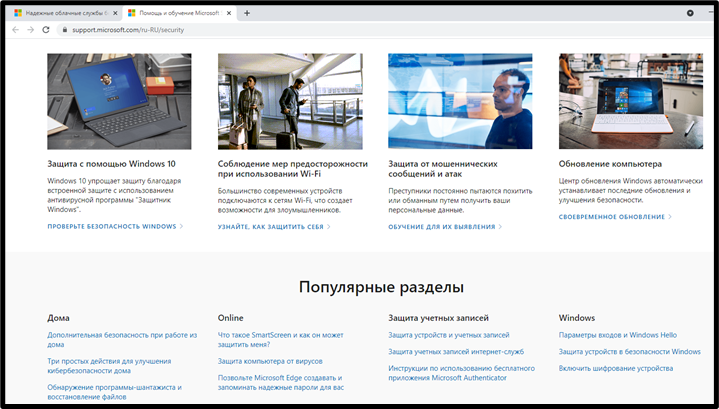 Надежные облачные службы б
Помощь и обучение Microsoft
support.microsoft.com/ru-RU/security
Защита с помощью Windows 10
Windows 10 упрощает защиту благодаря
встроенной защите с использованием
антивирусной программы "Защитник
Windows".
ПРОВЕРЬТЕ БЕЗОПАСНОСТЬ WINDOWS >
Соблюдение мер предосторожности
при использовании Wi-Fi
Большинство современных устройств
подключаются к сетям Wi-Fi, что создает
возможности для злоумышленников.
УЗНАЙТЕ, КАК ЗАЩИТИТЬ СЕБЯ >
Защита от мошеннических
сообщений и атак
Преступники постоянно пытаются похитить
или обманным путем получить ваши
персональные данные.
ОБУЧЕНИЕ ДЛЯ ИХ ВЫЯВЛЕНИЯ >
Обновление компьютера
Центр обновления Windows автоматически
устанавливает последние обновления и
улучшения безопасности.
СВОЕВРЕМЕННОЕ ОБНОВЛЕНИЕ >
Популярные разделы
Дома
Дополнительная безопасность при работе из
дома
Три простых действия для улучшения
кибербезопасности дома
Обнаружение программы-шантажиста и
восстановление файлов
Online
Что такое SmartScreen и как он может
защитить меня?
Защита компьютера от вирусов
Позвольте Microsoft Edge создавать и
запоминать надежные пароли для вас
Защита учетных записей
Защита устройств и учетных записей
Защита учетных записей интернет-служб
Инструкции по использованию бесплатного
приложения Microsoft Authenticator
Windows
Параметры входов и Windows Hello
Защита устройств в безопасности Windows
Включить шифрование устройства